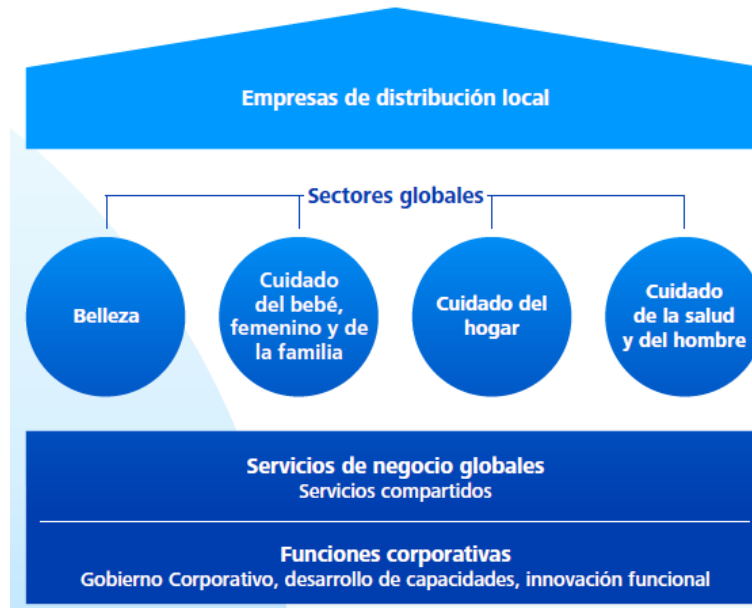 Empresas de distribución local
Sectores globales
Belleza
Cuidado
del bebé,
femenino y de
la familia
Cuidado del
hogar
Cuidado
de la salud
y del hombre
Servicios de negocio globales
Servicios compartidos
Funciones corporativas
Gobierno Corporativo, desarrollo de capacidades, innovación funcional